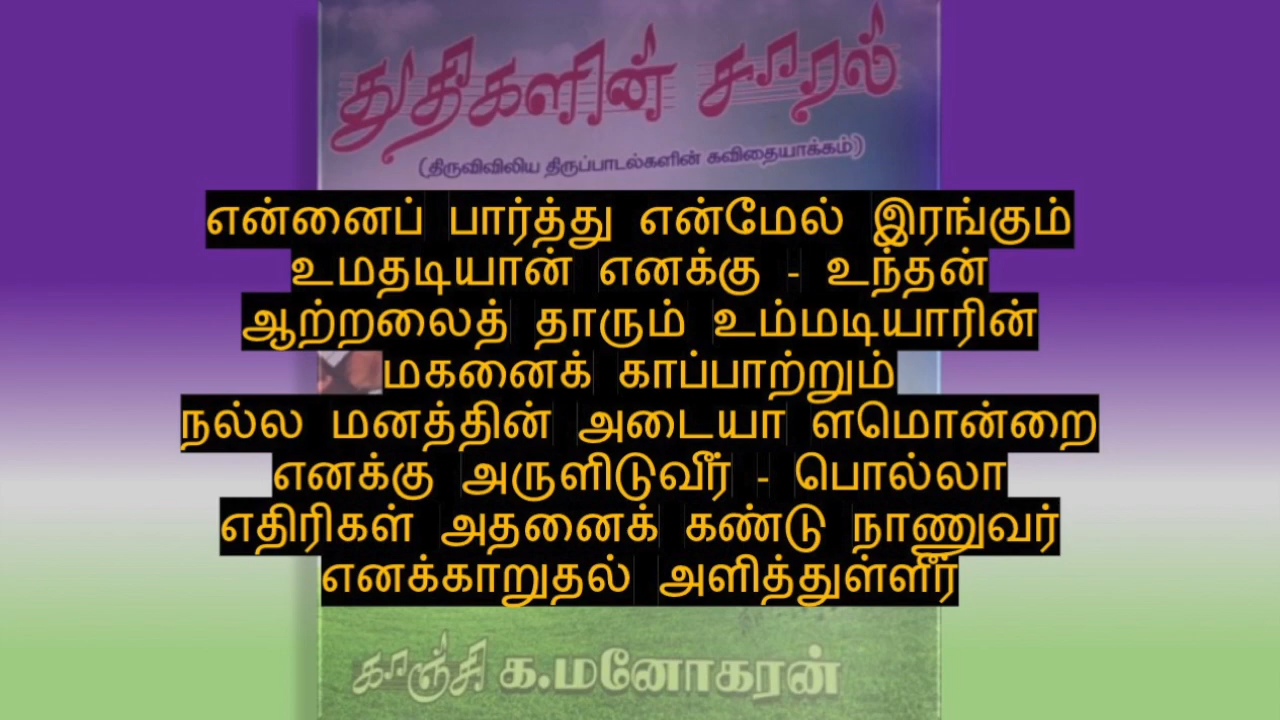 துதிகளின் சாரல்
(திருவிவிலிய திருப்பாடல்களின் கவிதையாக்கம்)
என்னைப் பார்த்து என்மேல் இரங்கும்
உமதடியான் எனக்கு - உந்தன்
ஆற்றலைத் தாரும் உம்மடியாரின்
மகனைக் காப்பாற்றும்
நல்ல மனத்தின் அடையா ளமொன்றை
எனக்கு அருளிடுவீர் - பொல்லா
எதிரிகள் அதனைக் கண்டு நாணுவர்
எனக்காறுதல் அளித்துள்ளீர்
காஞ்சி க.மனோகரன்